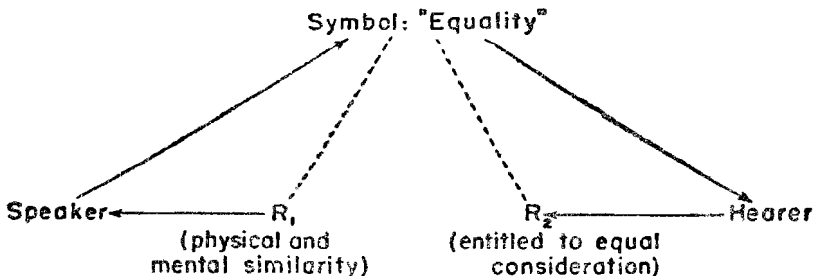 Symbol: "Equality"
Speaker R₁ R₂ Hearer
(physical and (entitled to equal
mental similarity) consideration)